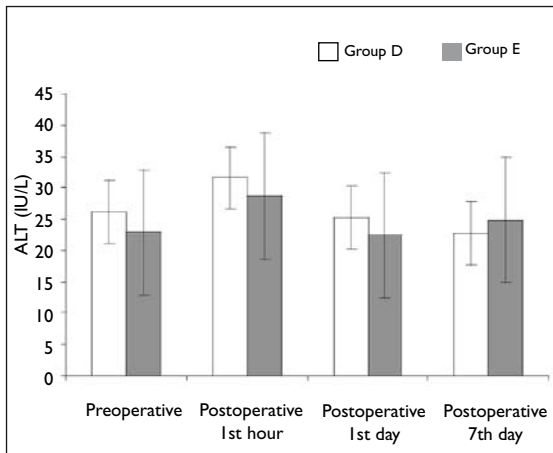 Group D
Group E
ALT (IU/L)
45
40
35
30
25
20
15
10
5
0
Preoperative
Postoperative
1st hour
Postoperative
1st day
Postoperative
7th day